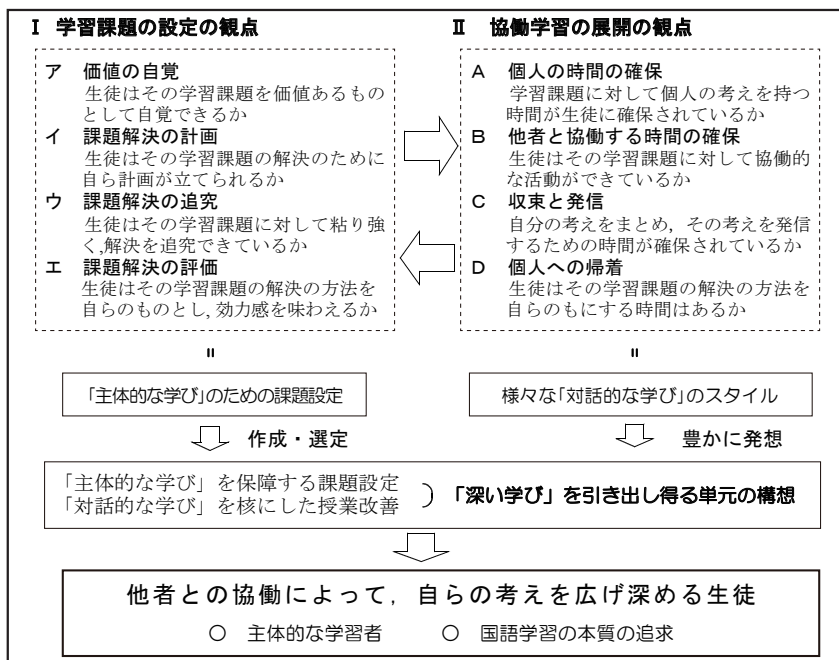 Ⅰ 学習課題の設定の観点
ア 価値の自覚
生徒はその学習課題を価値あるもの
として自覚できるか
イ 課題解決の計画
生徒はその学習課題の解決のために
自ら計画が立てられるか
ウ 課題解決の追究
生徒はその学習課題に対して粘り強
く,解決を追究できているか
エ 課題解決の評価
生徒はその学習課題の解決の方法を
自らのものとし,効力感を味わえるか
〃
「主体的な学び」のための課題設定
作成・選定
Ⅱ 協働学習の展開の観点
A 個人の時間の確保
学習課題に対して個人の考えを持つ
時間が生徒に確保されているか
B 他者と協働する時間の確保
生徒はその学習課題に対して協働的
な活動ができているか
C 収束と発信
自分の考えをまとめ,その考えを発信
するための時間が確保されているか
D 個人への帰着
生徒はその学習課題の解決の方法を
自らのもにする時間はあるか
〃
様々な「対話的な学び」のスタイル
豊かに発想
「主体的な学び」を保障する課題設定
「対話的な学び」を核にした授業改善
)「深い学び」を引き出し得る単元の構想
他者との協働によって,自らの考えを広げ深める生徒
○ 主体的な学習者 ○ 国語学習の本質の追求